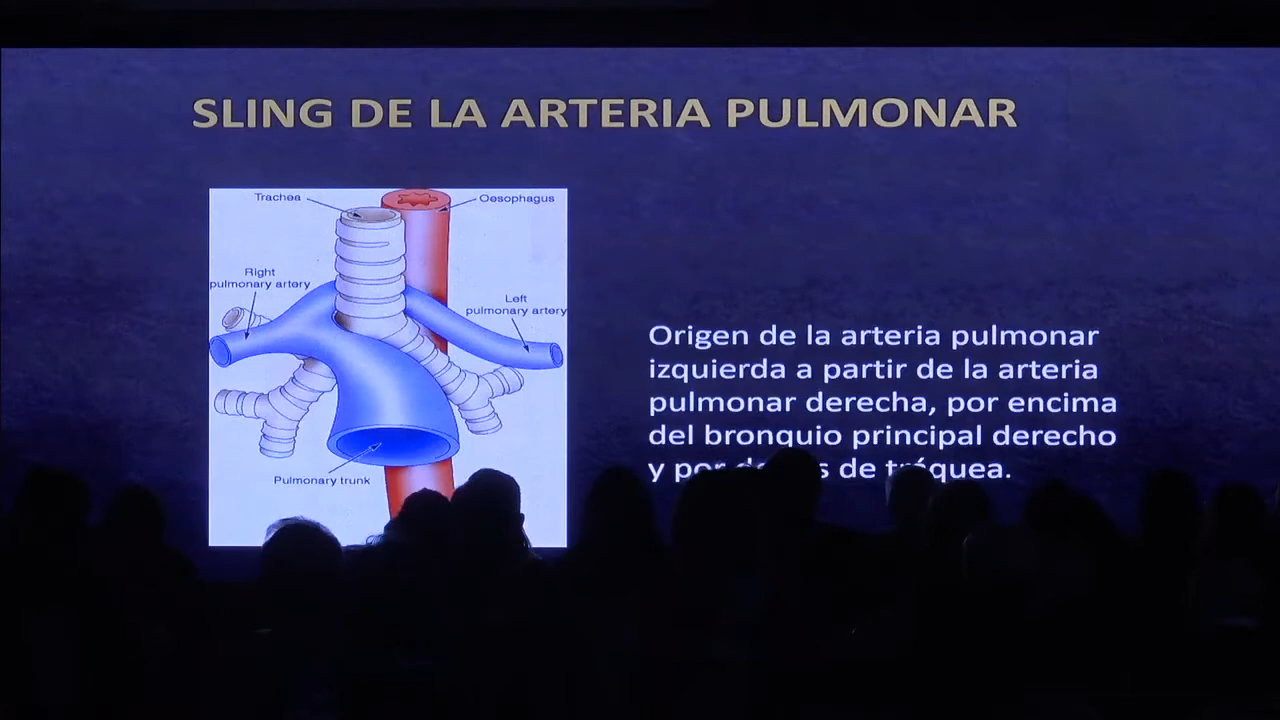 SLING DE LA ARTERIA PULMONAR
Trachea
Oesophagus
Right
pulmonary artery
Left
pulmonary artery
Pulmonary trunk
Origen de la arteria pulmonar
izquierda a partir de la arteria
pulmonar derecha, por encima
del bronquio principal derecho
y por de tráquea.